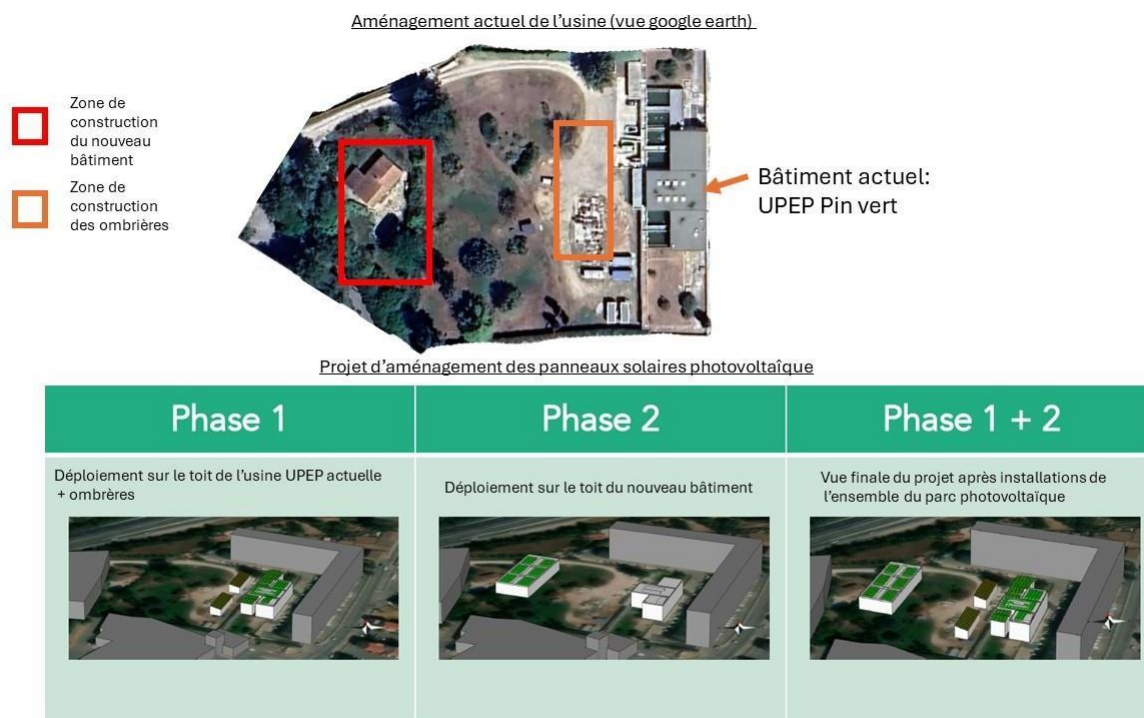 Aménagement actuel de l'usine (vue google earth)
Zone de
construction
du nouveau
bâtiment
Zone de
construction
des ombrières
Bâtiment actuel:
UPEP Pin vert
Projet d'aménagement des panneaux solaires photovoltaîque
Phase 1
Phase 2
Phase 1 + 2
Déploiement sur le toit de l'usine UPEP actuelle
+ ombrères
Déploiement sur le toit du nouveau bâtiment
Vue finale du projet après installations de
l'ensemble du parc photovoltaïque